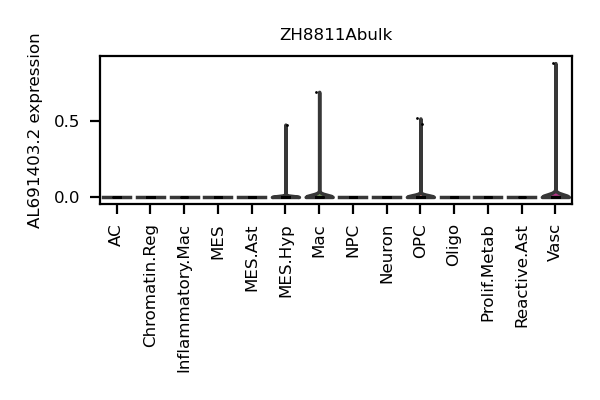 ZH8811Abulk
AL691403.2 expression
0.5
0.0
AC
Chromatin.Reg
Inflammatory.Mac
MES
MES.Ast
MES.Hyp
Mac
NPC
Neuron
OPC
Oligo
Prolif.Metab
Reactive.Ast
Vasc